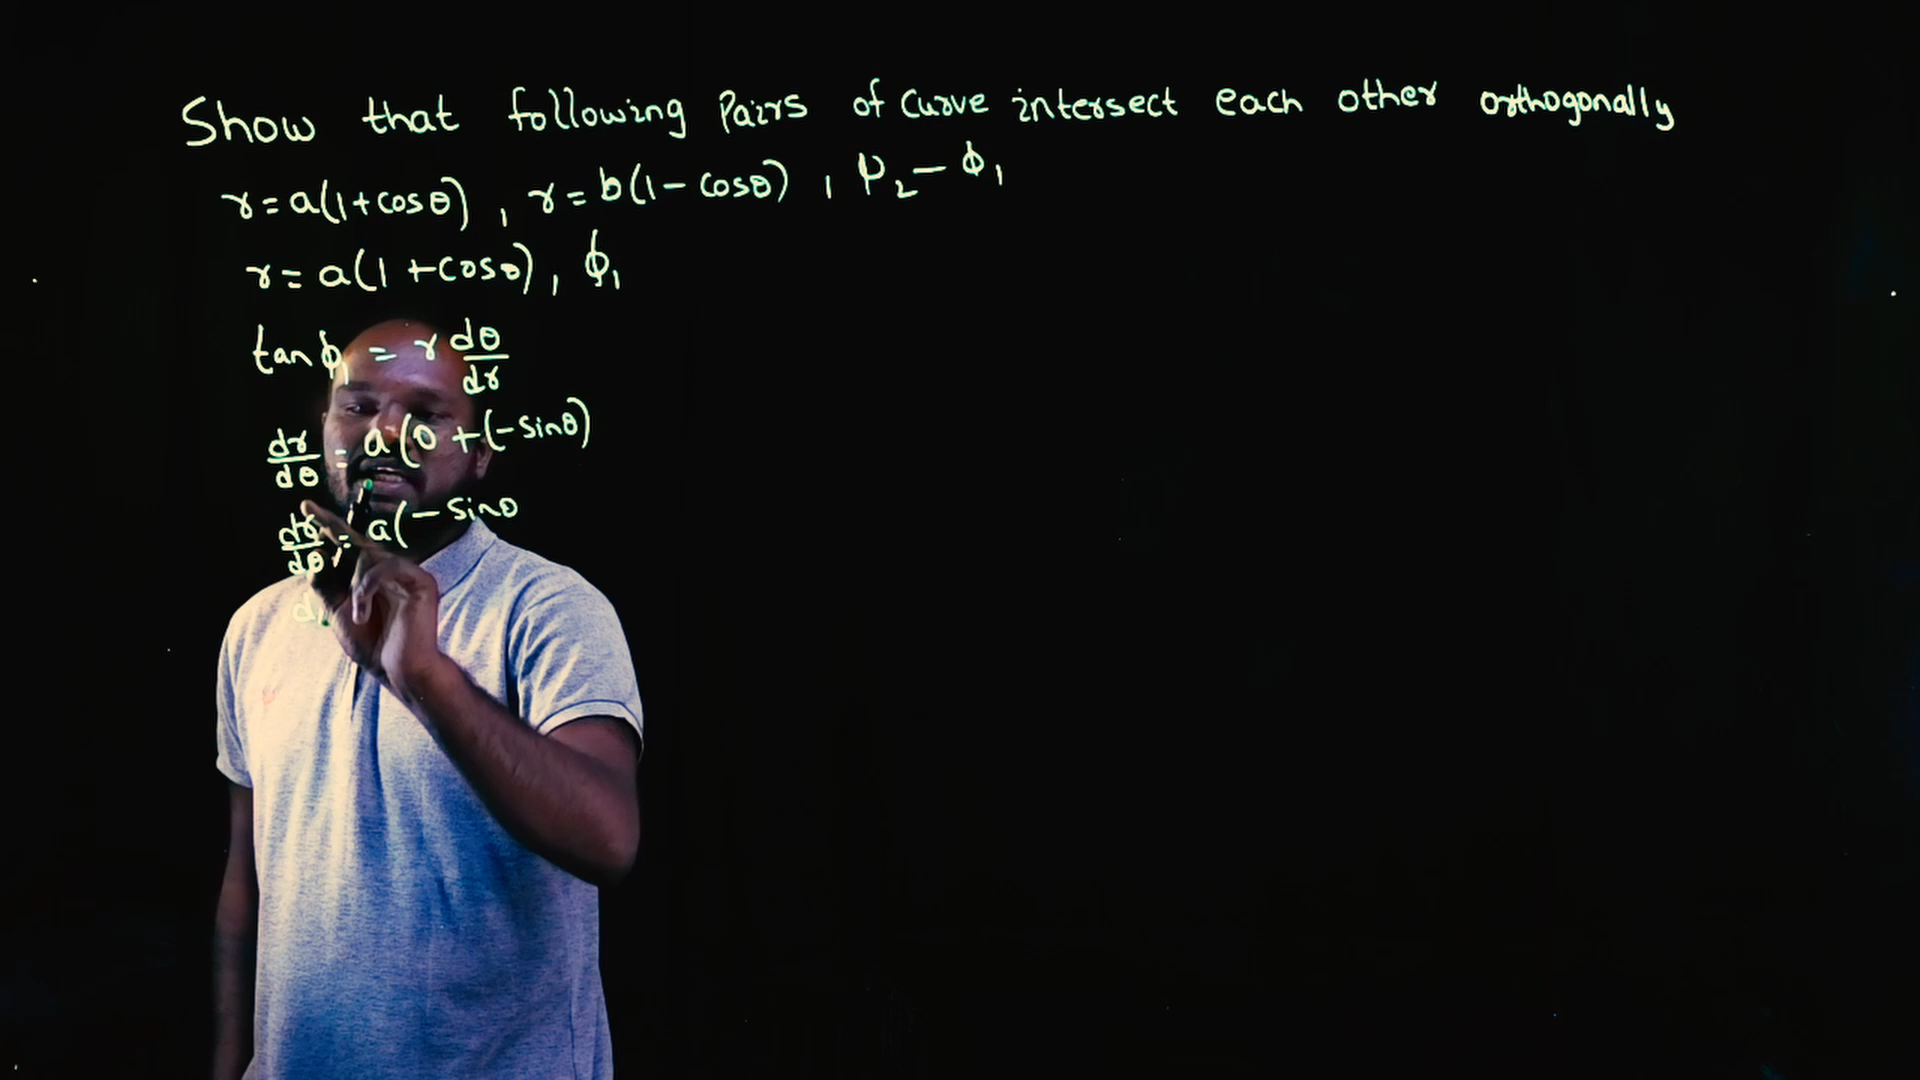 Show that following Pairs of Curve intersect each other orthogonally
r = a(1+cosθ) , r = b(1-cosθ) , φ₂ - φ₁
r = a(1+cosθ) , φ₁
tan φ₁ = r dθ/dr
dr/dθ = a(0+(-sinθ)
dr/dθ = a(-sinθ
d